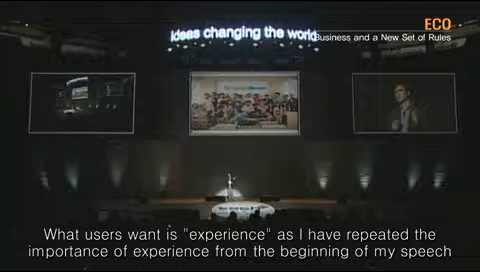 ECO
ideas changing the world
Business and a New Set of Rules
What users want is "experience" as I have repeated the
importance of experience from the beginning of my speech